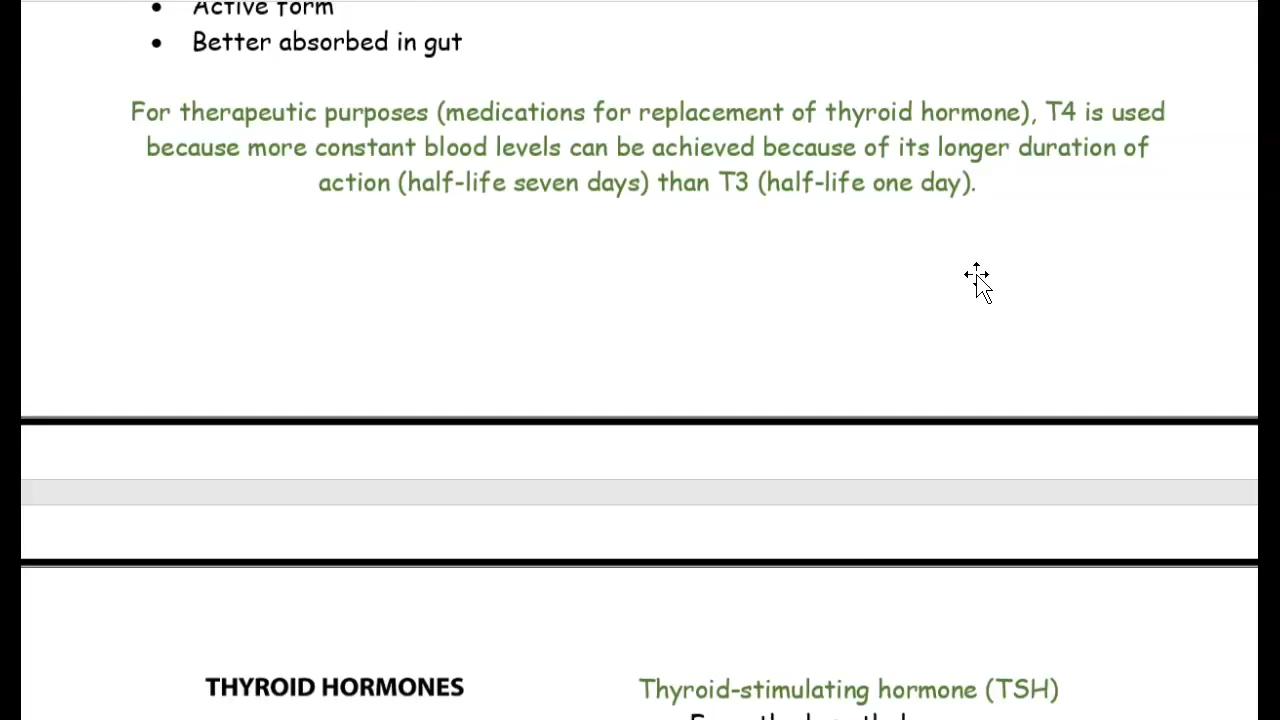 Active form
Better absorbed in gut
For therapeutic purposes (medications for replacement of thyroid hormone), T4 is used
because more constant blood levels can be achieved because of its longer duration of
action (half-life seven days) than T3 (half-life one day).
THYROID HORMONES
Thyroid-stimulating hormone (TSH)